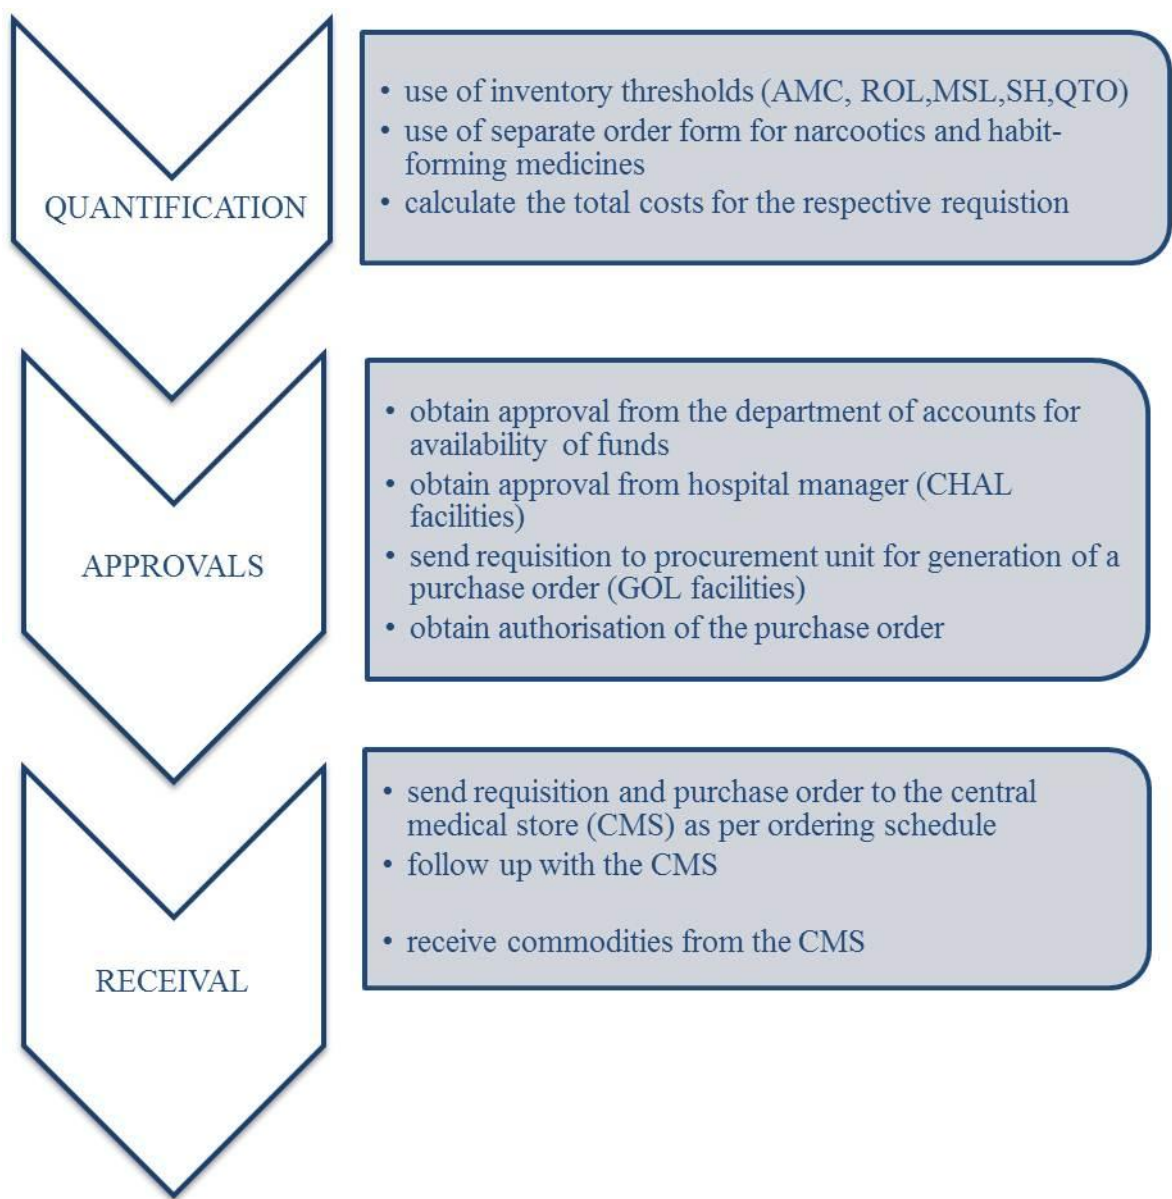 QUANTIFICATION
• use of inventory thresholds (AMC, ROL,MSL,SH,QTO)
• use of separate order form for narcootics and habit-
forming medicines
• calculate the total costs for the respective requistion
APPROVALS
• obtain approval from the department of accounts for
availability of funds
• obtain approval from hospital manager (CHAL
facilities)
• send requisition to procurement unit for generation of a
purchase order (GOL facilities)
• obtain authorisation of the purchase order
RECEIVAL
• send requisition and purchase order to the central
medical store (CMS) as per ordering schedule
• follow up with the CMS
• receive commodities from the CMS